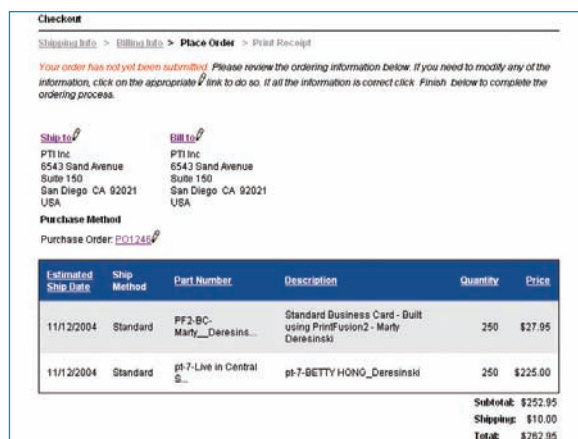 Checkout
Shipping Info > Billing Info > Place Order > Print Receipt
Your order has not yet been submitted. Please review the ordering information below. If you need to modify any of the
information, click on the appropriate link to do so. If all the information is correct click Finish below to complete the
ordering process.
Ship to Bill to
PTI Inc PTI Inc
6543 Sand Avenue 6543 Sand Avenue
Suite 150 Suite 150
San Diego CA 92021 San Diego CA 92021
USA USA
Purchase Method
Purchase Order: PO1246
Estimated Ship Part Number Description Quantity Price
Ship Date Method
PF2-BC- Standard Business Card - Built
11/12/2004 Standard Marty__Deresins... using PrintFusion2 - Marty 250 $27.95
Deresinski
11/12/2004 Standard pt-7-Live in Central pt-7-BETTY HONG_Deresinski 250 $225.00
S...
Subtotal: $252.95
Shipping: $10.00
Total: $262.95